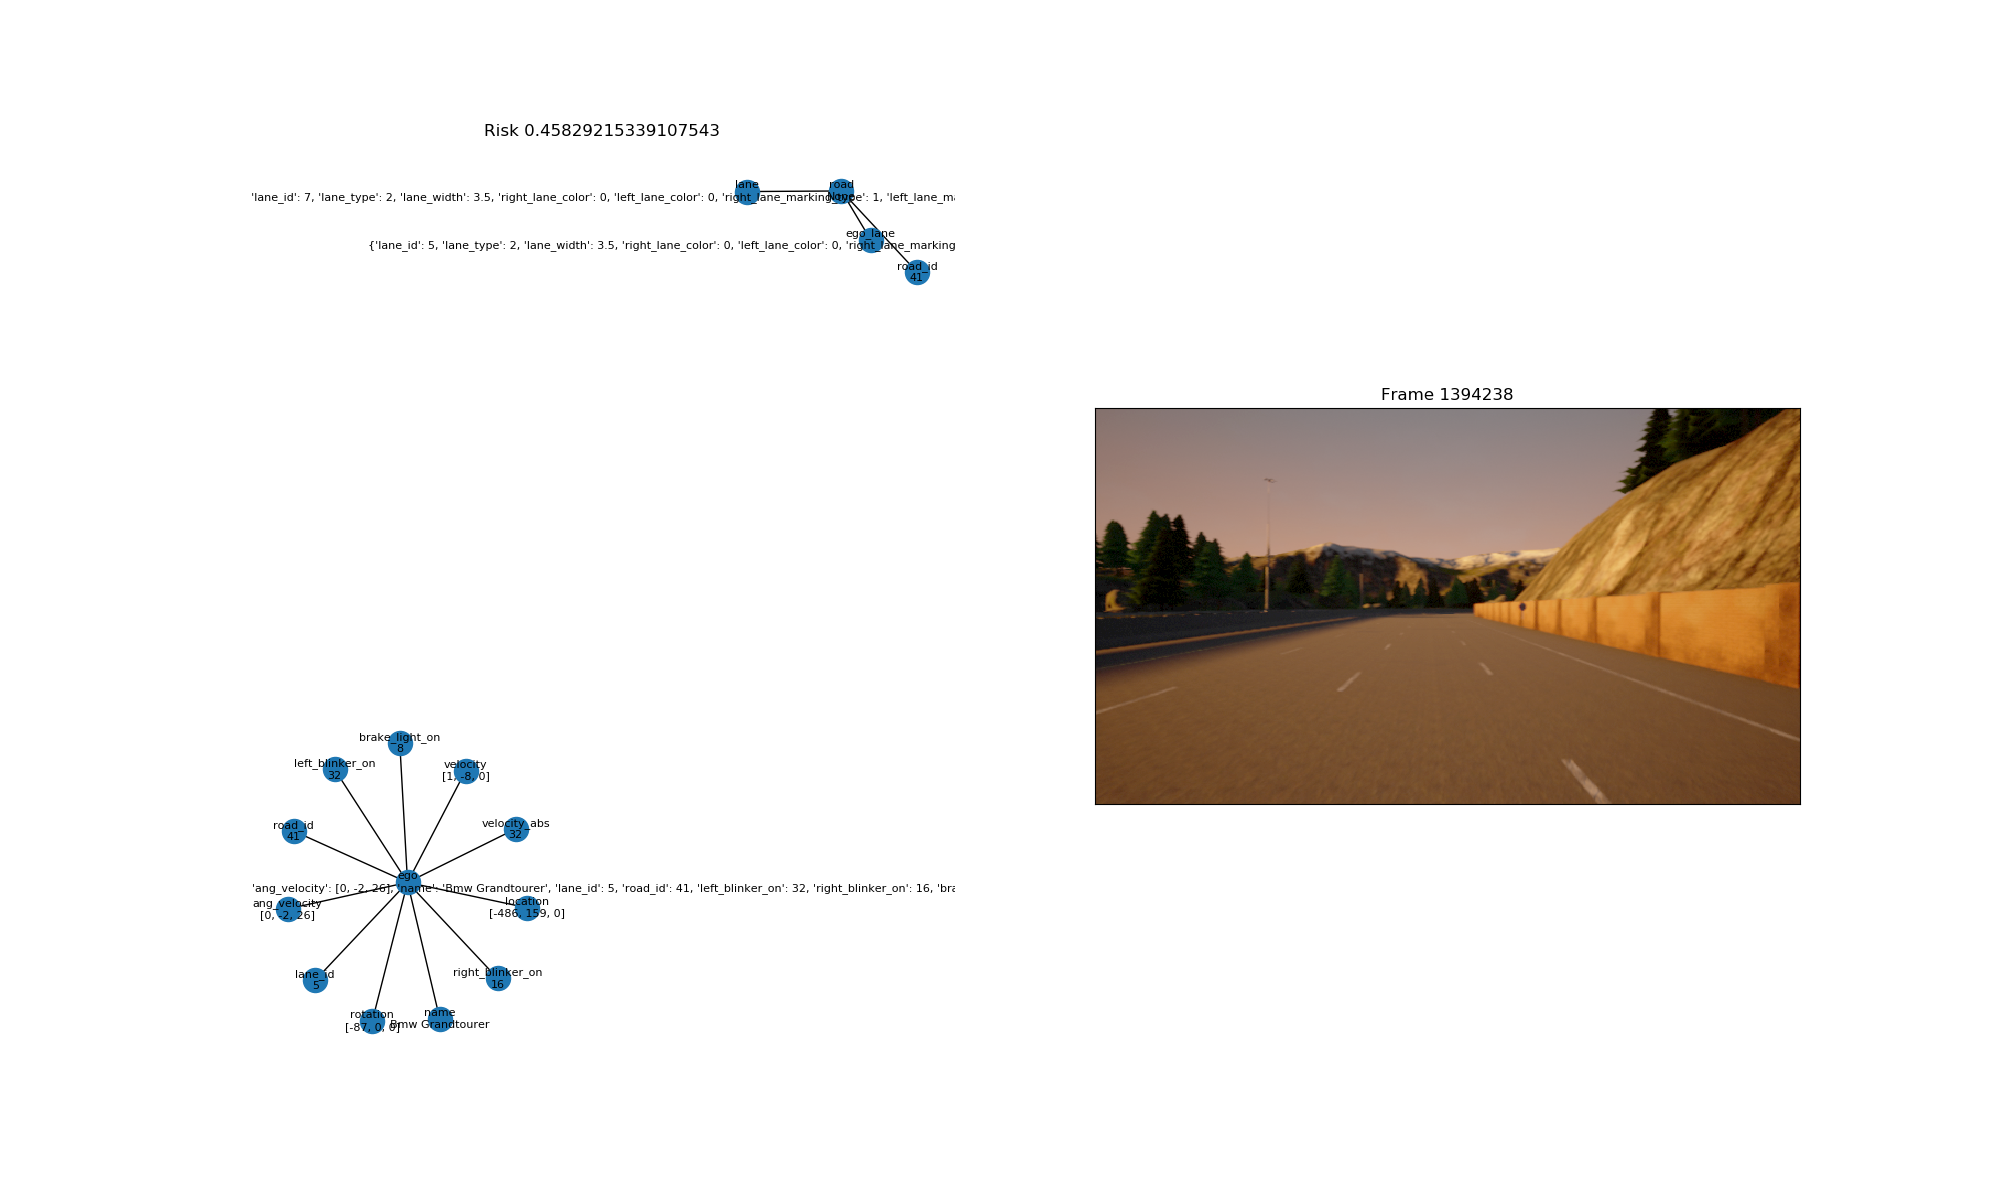 Risk 0.45829215339107543
lane
'lane_id': 7, 'lane_type': 2, 'lane_width': 3.5, 'right_lane_color': 0, 'left_lane_color': 0, 'right_lane_marking_type': 1, 'left_lane_ma
road
None
ego_lane
{'lane_id': 5, 'lane_type': 2, 'lane_width': 3.5, 'right_lane_color': 0, 'left_lane_color': 0, 'right_lane_marking
road_id
41
Frame 1394238
brake_light_on
8
left_blinker_on
32
velocity
[1, -8, 0]
road_id
41
velocity_abs
32
ego
'ang_velocity': [0, -2, 26], 'name': 'Bmw Grandtourer', 'lane_id': 5, 'road_id': 41, 'left_blinker_on': 32, 'right_blinker_on': 16, 'bra
ang_velocity
[0, -2, 26]
location
[-486, 159, 0]
lane_id
5
right_blinker_on
16
rotation
[-87, 0, 0]
name
Bmw Grandtourer